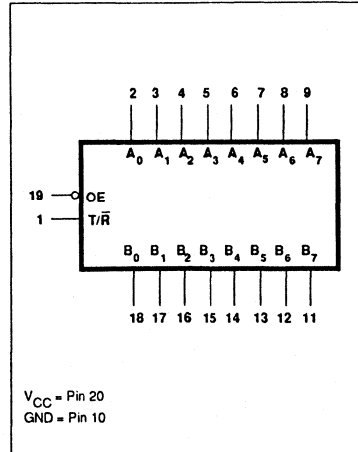 2 3 4 5 6 7 8 9
A0 A1 A2 A3 A4 A5 A6 A7
19 OE
1 T/R̅
B0 B1 B2 B3 B4 B5 B6 B7
18 17 16 15 14 13 12 11
VCC = Pin 20
GND = Pin 10